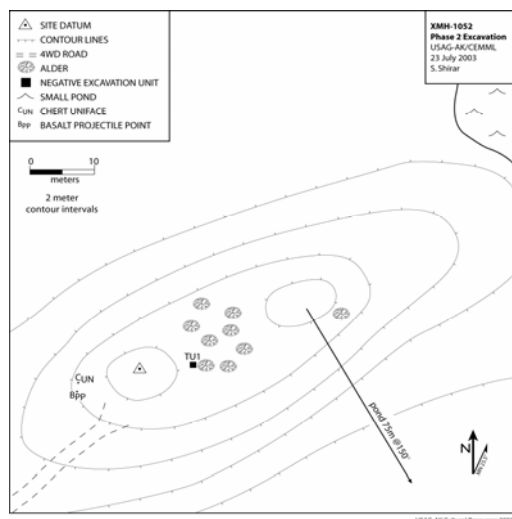 SITE DATUM
CONTOUR LINES
4WD ROAD
ALDER
NEGATIVE EXCAVATION UNIT
SMALL POND
CUN CHERT UNIFACE
BPP BASALT PROJECTILE POINT
XMH-1052
Phase 2 Excavation
USAG-AK/CEMML
23 July 2003
S. Shirar
0 10
meters
2 meter
contour intervals
TU1
CUN
BPP
pond 75m @150°
N